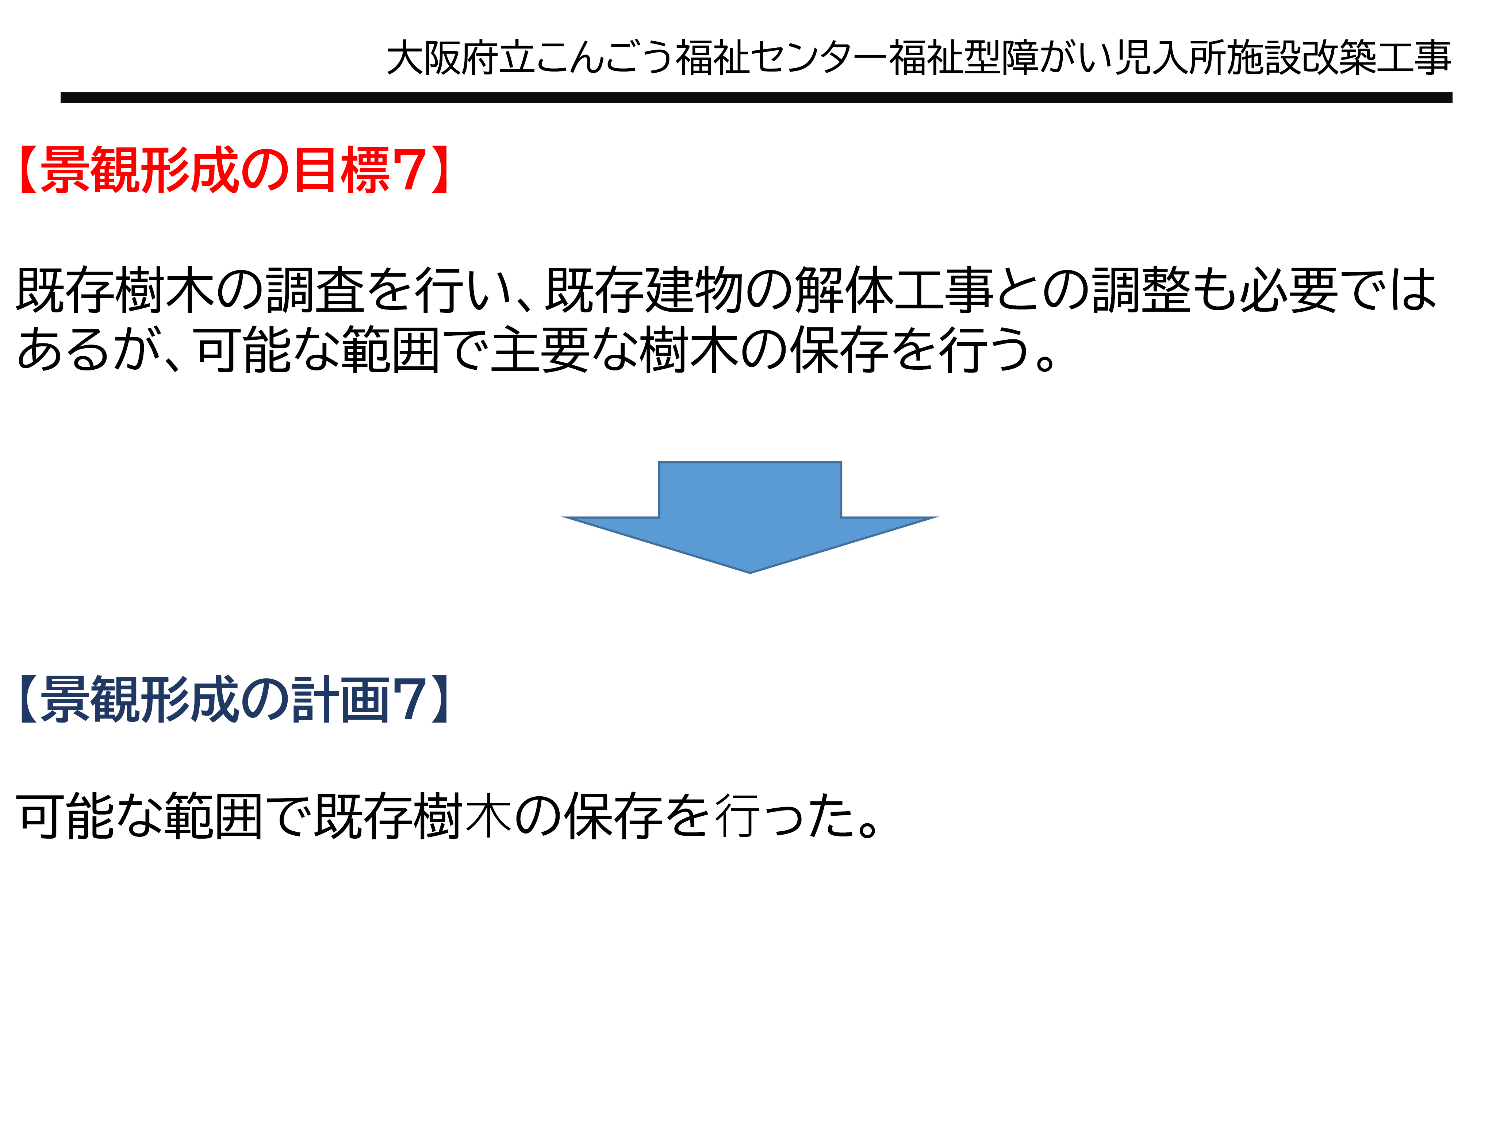 大阪府立こんごう福祉センター福祉型障がい児入所施設改築工事
【景観形成の目標7】
既存樹木の調査を行い、既存建物の解体工事との調整も必要では
あるが、可能な範囲で主要な樹木の保存を行う。
【景観形成の計画7】
可能な範囲で既存樹木の保存を行った。